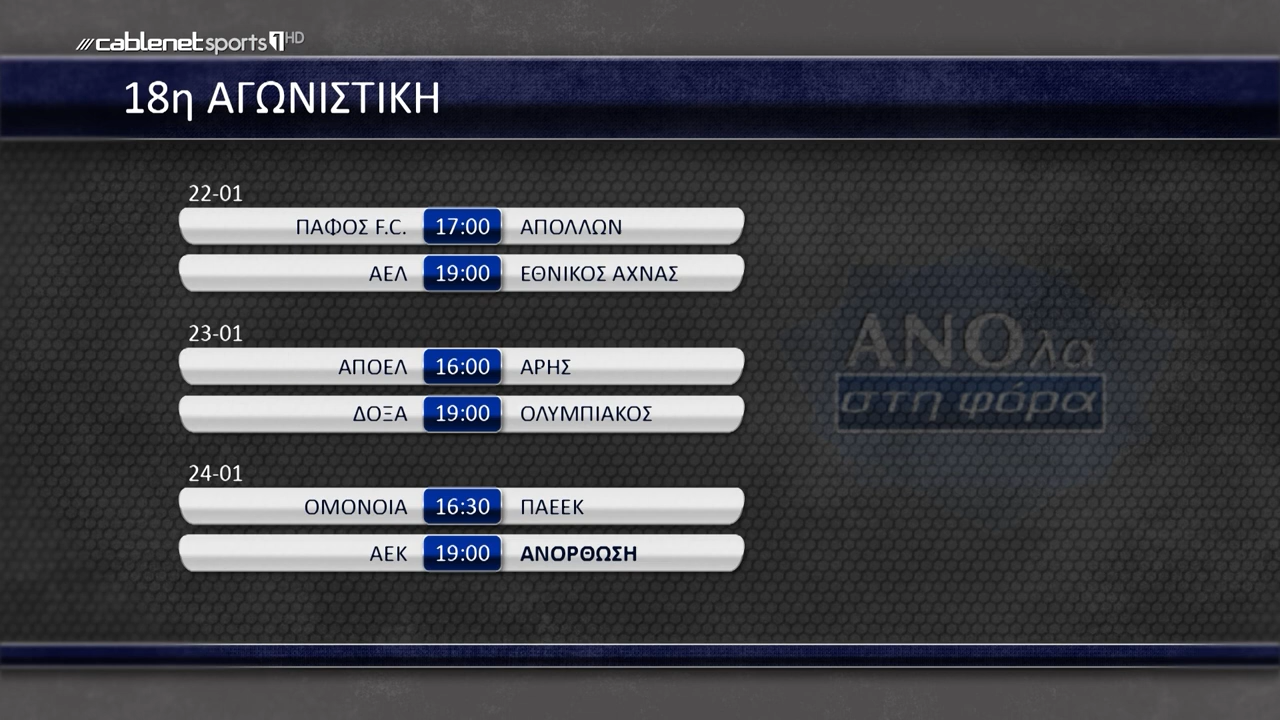 cablenetsports1HD
18η ΑΓΩΝΙΣΤΙΚΗ
22-01
ΠΑΦΟΣ F.C. 17:00 ΑΠΟΛΛΩΝ
ΑΕΛ 19:00 ΕΘΝΙΚΟΣ ΑΧΝΑΣ
23-01
ΑΠΟΕΛ 16:00 ΑΡΗΣ
ΔΟΞΑ 19:00 ΟΛΥΜΠΙΑΚΟΣ
24-01
ΟΜΟΝΟΙΑ 16:30 ΠΑΕΕΚ
ΑΕΚ 19:00 ΑΝΟΡΘΩΣΗ
ΑΝΟλα
στη φόρα